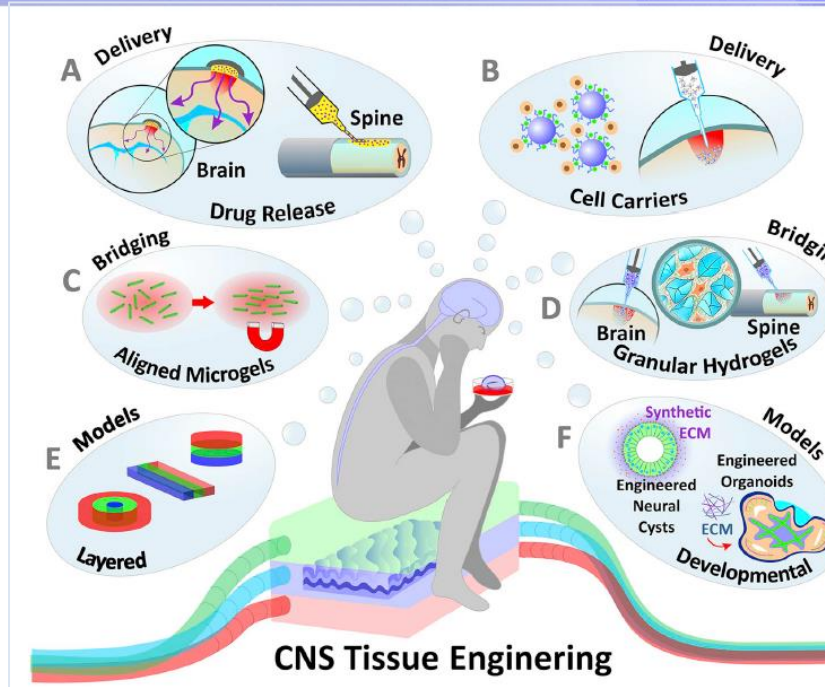 A
Delivery
Brain
Spine
Drug Release
B
Delivery
Cell Carriers
C
Bridging
Aligned Microgels
Bridgin
D
Brain
Spine
Granular Hydrogels
E
Models
Layered
F
Models
Synthetic
ECM
Engineered
Neural
Cysts
Engineered
Organoids
ECM
Developmental
CNS Tissue Enginering